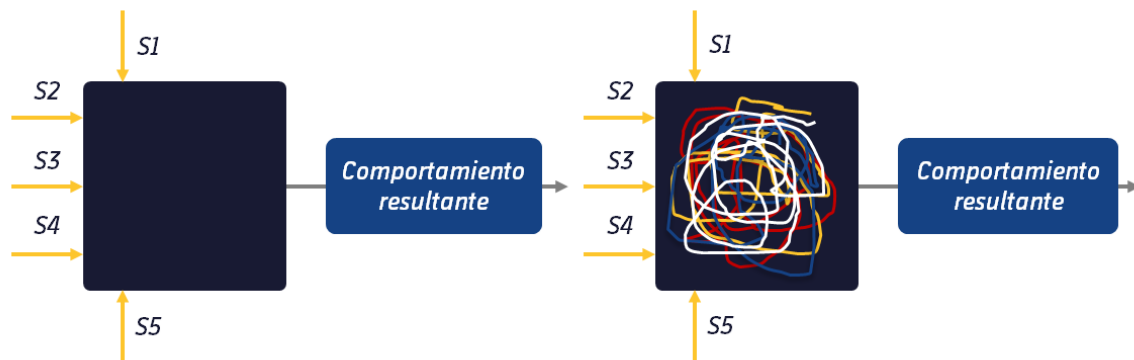 S1
S2
S3
S4
S5
Comportamiento
resultante
S1
S2
S3
S4
S5
Comportamiento
resultante